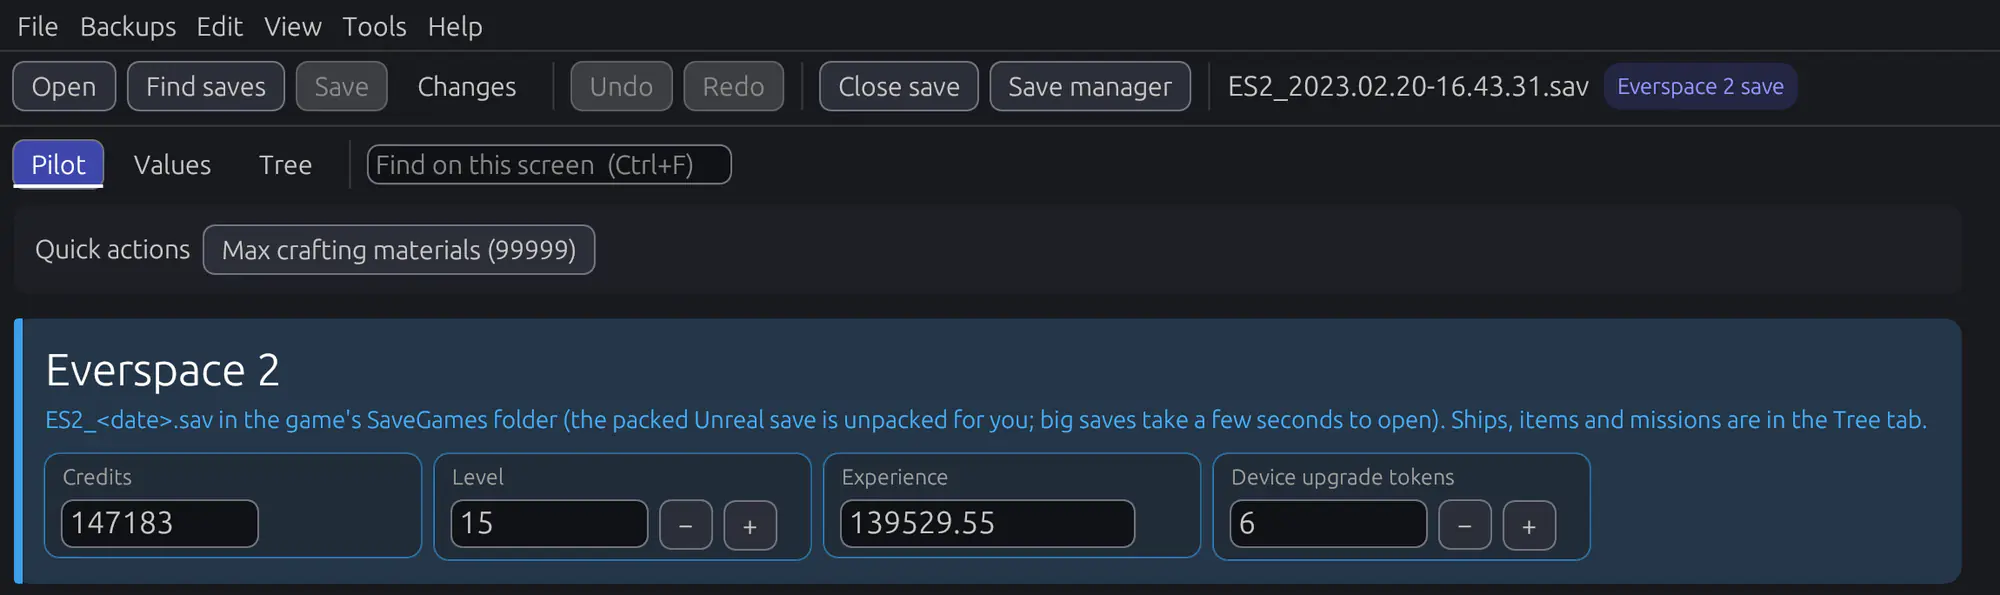 File Backups Edit View Tools Help
Open Find saves Save Changes Undo Redo Close save Save manager ES2_2023.02.20-16.43.31.sav Everspace 2 save
Pilot Values Tree Find on this screen (Ctrl+F)
Quick actions Max crafting materials (99999)
Everspace 2
ES2_<date>.sav in the game's SaveGames folder (the packed Unreal save is unpacked for you; big saves take a few seconds to open). Ships, items and missions are in the Tree tab.
Credits Level Experience Device upgrade tokens
147183 15 − + 139529.55 6 − +